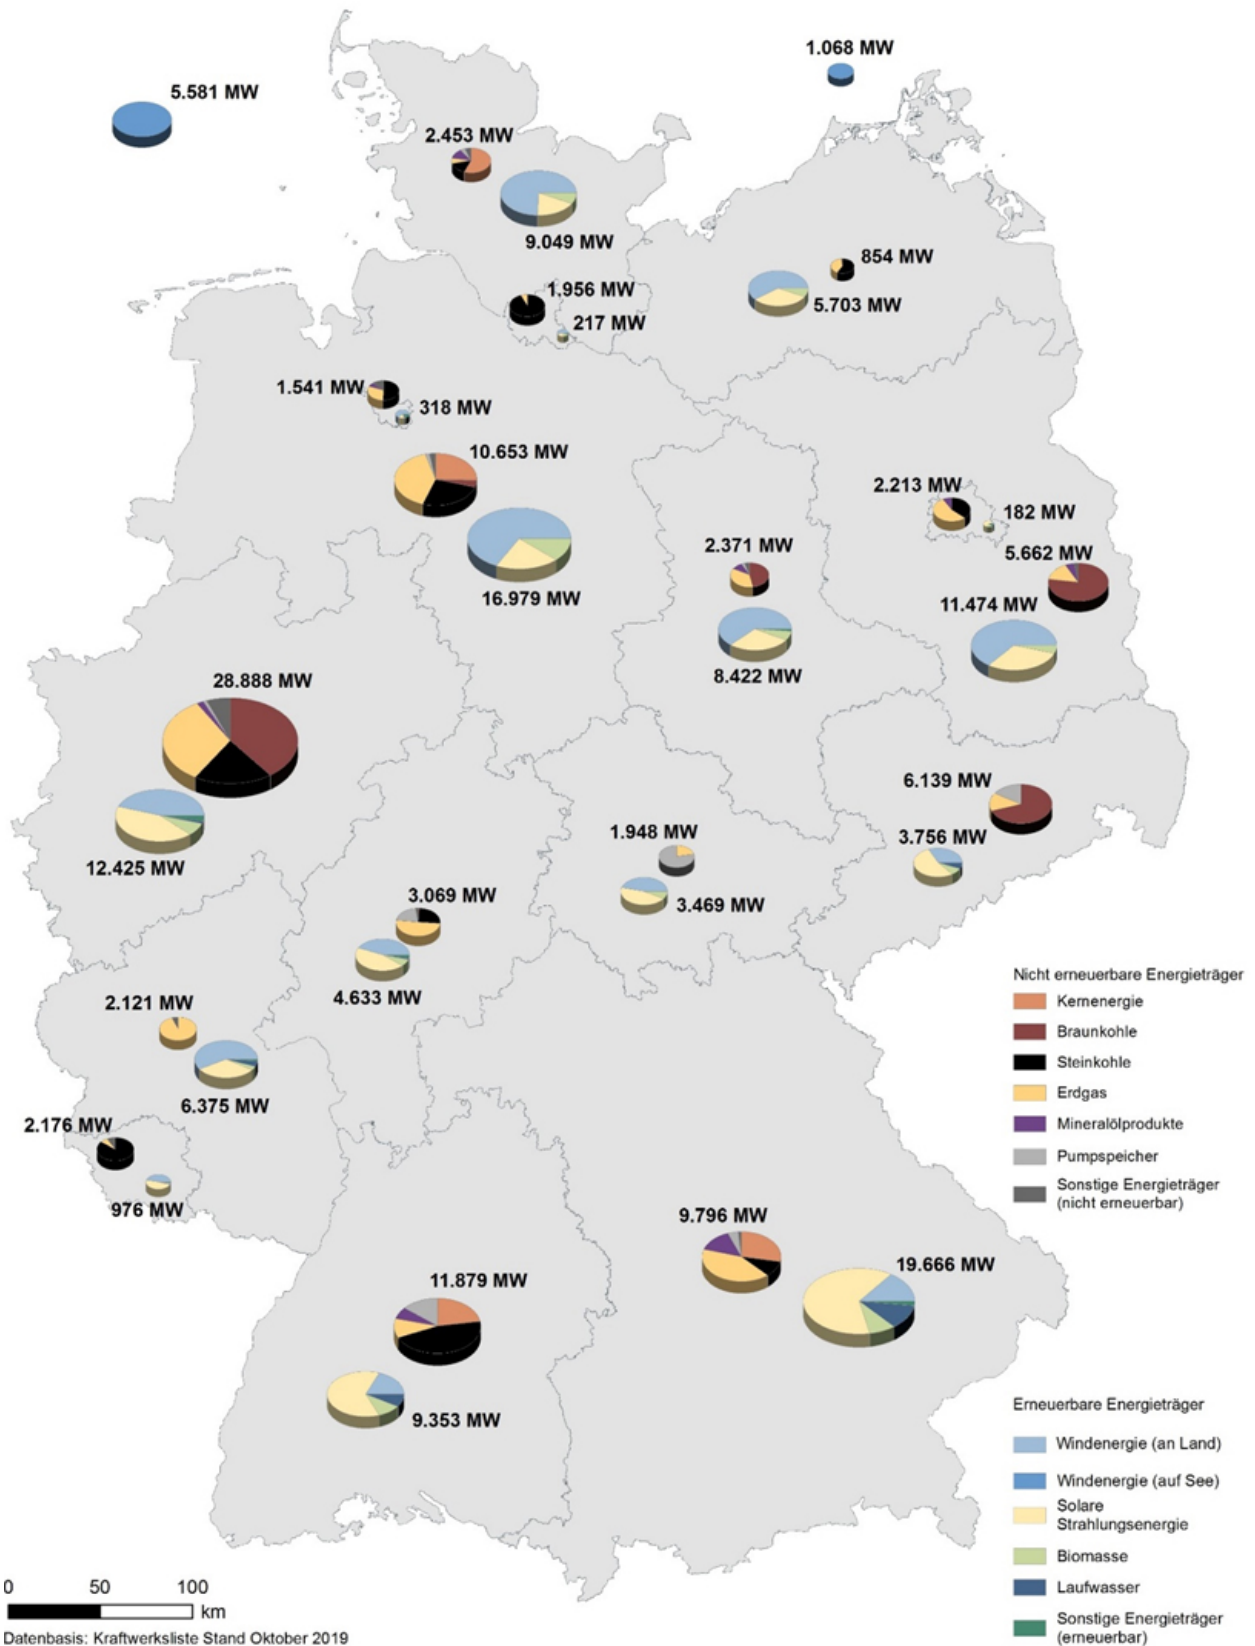 1.068 MW
5.581 MW
2.453 MW
9.049 MW
854 MW
5.703 MW
1.956 MW
217 MW
1.541 MW
318 MW
10.653 MW
2.213 MW
182 MW
2.371 MW
5.662 MW
16.979 MW
11.474 MW
8.422 MW
28.888 MW
6.139 MW
1.948 MW
3.756 MW
12.425 MW
3.069 MW
3.469 MW
4.633 MW
2.121 MW
6.375 MW
2.176 MW
976 MW
9.796 MW
19.666 MW
11.879 MW
9.353 MW
Nicht erneuerbare Energieträger
Kernenergie
Braunkohle
Steinkohle
Erdgas
Mineralölprodukte
Pumpspeicher
Sonstige Energieträger
(nicht erneuerbar)
Erneuerbare Energieträger
Windenergie (an Land)
Windenergie (auf See)
Solare
Strahlungsenergie
Biomasse
Laufwasser
Sonstige Energieträger
(erneuerbar)
0 50 100
km
Datenbasis: Kraftwerksliste Stand Oktober 2019